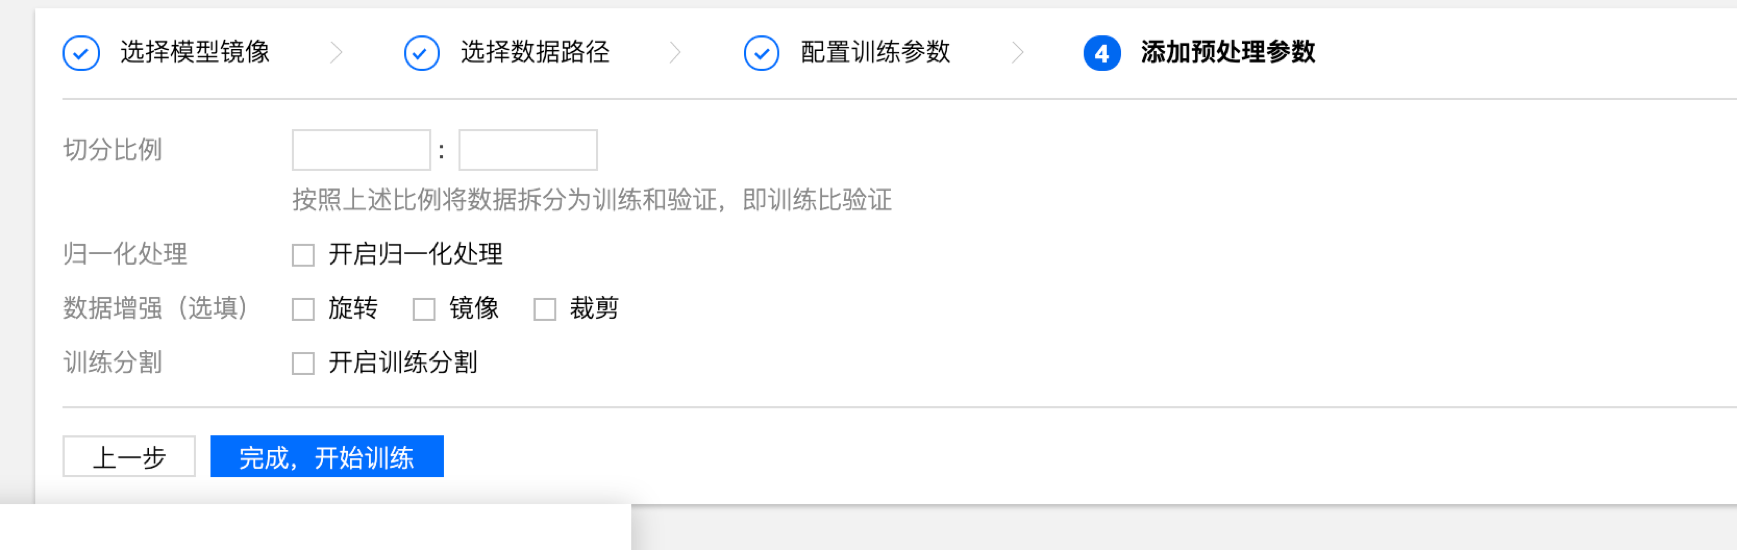 选择模型镜像 选择数据路径 配置训练参数 4 添加预处理参数
切分比例 :
按照上述比例将数据拆分为训练和验证，即训练比验证
归一化处理 开启归一化处理
数据增强（选填） 旋转 镜像 裁剪
训练分割 开启训练分割
上一步 完成，开始训练